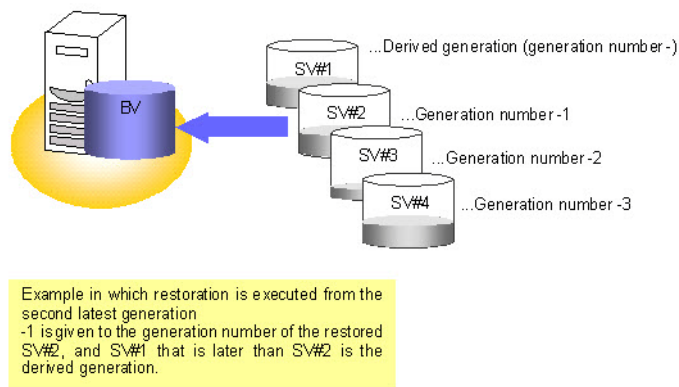 ...Derived generation (generation number -)
SV#1
BV
SV#2
...Generation number -1
SV#3
...Generation number -2
SV#4
...Generation number -3
Example in which restoration is executed from the
second latest generation
-1 is given to the generation number of the restored
SV#2, and SV#1 that is later than SV#2 is the
derived generation.